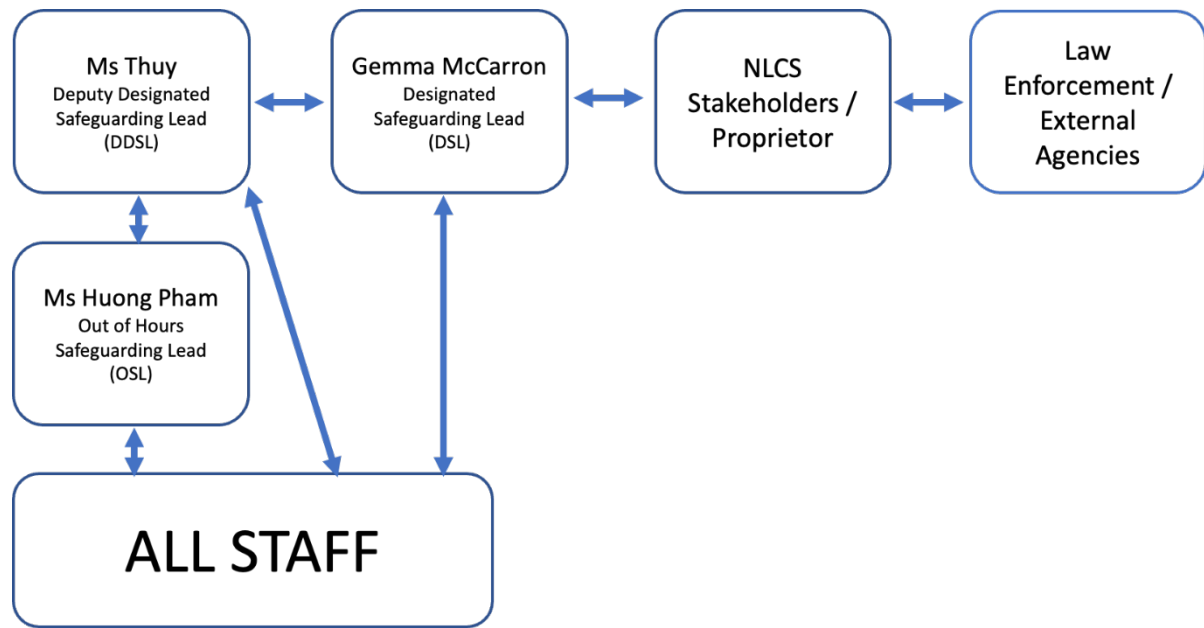 Ms Thuy
Deputy Designated
Safeguarding Lead
(DDSL)
Gemma McCarron
Designated
Safeguarding Lead
(DSL)
NLCS
Stakeholders /
Proprietor
Law
Enforcement /
External
Agencies
Ms Huong Pham
Out of Hours
Safeguarding Lead
(OSL)
ALL STAFF